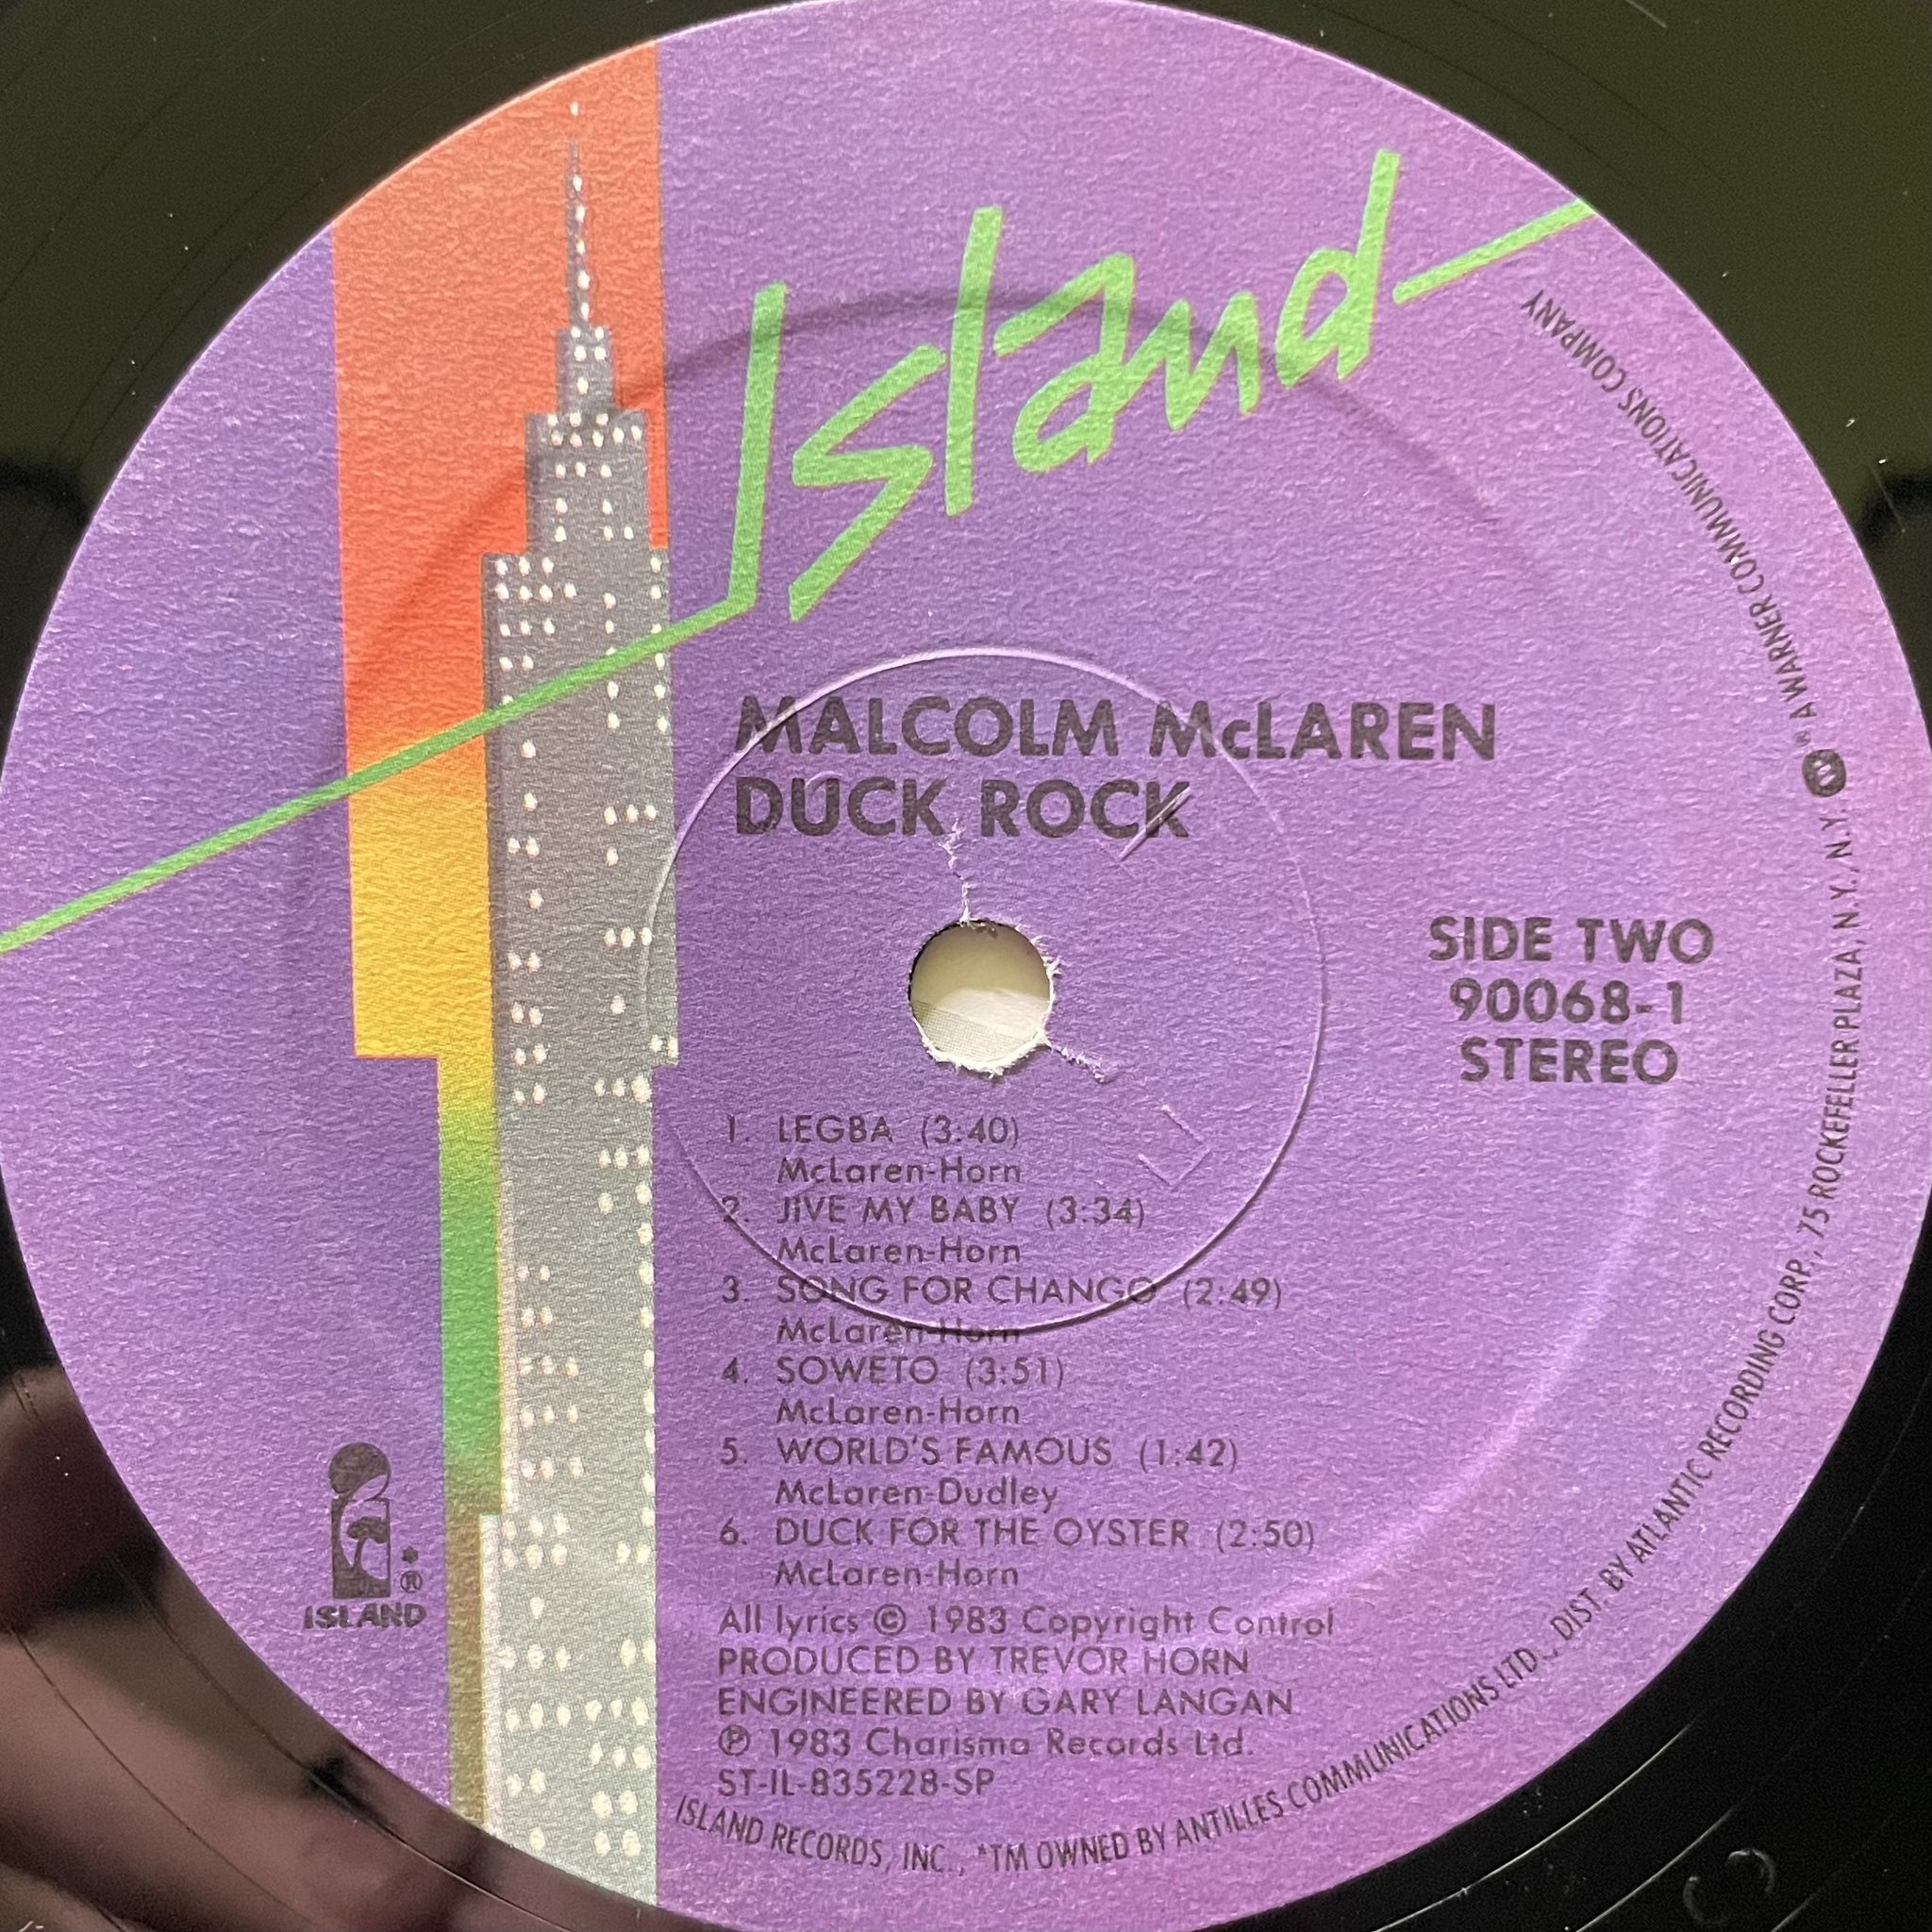 Island
MALCOLM McLAREN
DUCK ROCK
SIDE TWO
90068-1
STEREO
1. LEGBA (3:40)
McLaren-Horn
2. JIVE MY BABY (3:34)
McLaren-Horn
3. SONG FOR CHANGO (2:49)
McLaren-Horn
4. SOWETO (3:51)
McLaren-Horn
5. WORLD'S FAMOUS (1:42)
McLaren-Dudley
6. DUCK FOR THE OYSTER (2:50)
McLaren-Horn
All lyrics © 1983 Copyright Control
PRODUCED BY TREVOR HORN
ENGINEERED BY GARY LANGAN
℗ 1983 Charisma Records Ltd.
ST-IL-835228-SP
*®
ISLAND
ISLAND RECORDS, INC., *TM OWNED BY ANTILLES COMMUNICATIONS LTD., DIST. BY ATLANTIC RECORDING CORP., 75 ROCKEFELLER PLAZA, N.Y., N.Y. ® A WARNER COMMUNICATIONS COMPANY